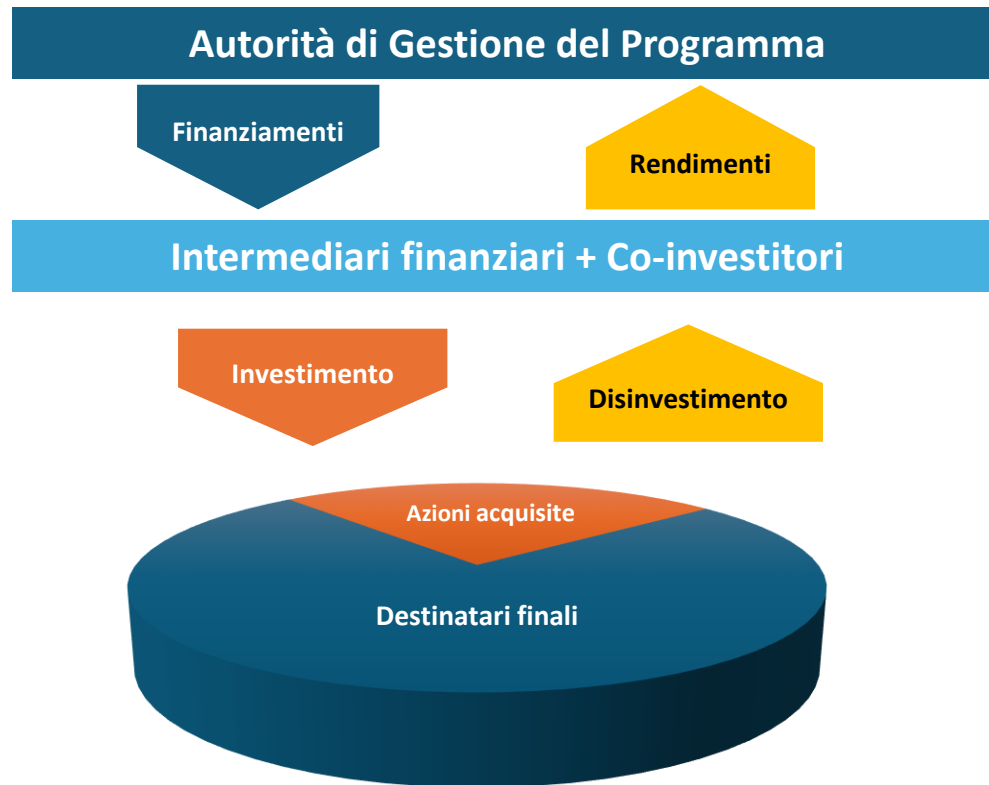 Autorità di Gestione del Programma
Finanziamenti
Rendimenti
Intermediari finanziari + Co-investitori
Investimento
Disinvestimento
Azioni acquisite
Destinatari finali